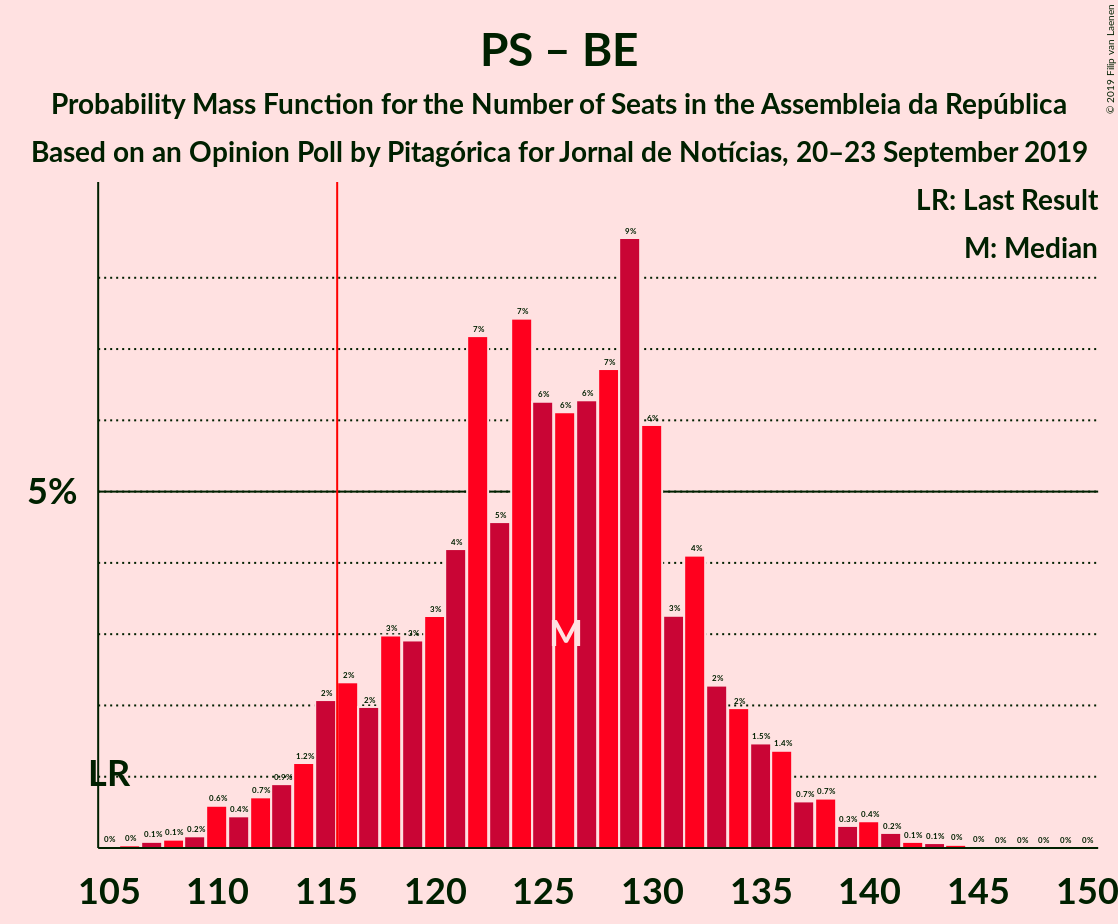 PS – BE
Probability Mass Function for the Number of Seats in the Assembleia da República
Based on an Opinion Poll by Pitagórica for Jornal de Notícias, 20–23 September 2019
© 2019 Filip van Laenen
LR: Last Result
M: Median
5%
LR
M
0% 0% 0.1% 0.1% 0.2% 0.6% 0.4% 0.7% 0.9% 1.2% 2% 2% 2% 3% 3% 3% 4% 7% 5% 7% 6% 6% 6% 7% 9% 6% 3% 4% 2% 2% 1.5% 1.4% 0.7% 0.7% 0.3% 0.4% 0.2% 0.1% 0.1% 0% 0% 0% 0% 0% 0% 0%
105 110 115 120 125 130 135 140 145 150